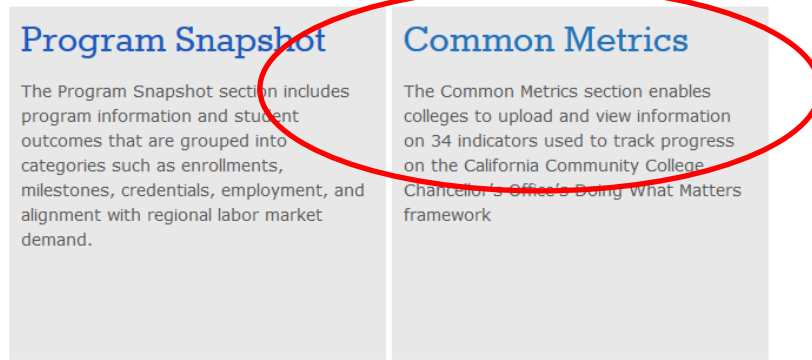 Program Snapshot
The Program Snapshot section includes
program information and student
outcomes that are grouped into
categories such as enrollments,
milestones, credentials, employment, and
alignment with regional labor market
demand.
Common Metrics
The Common Metrics section enables
colleges to upload and view information
on 34 indicators used to track progress
on the California Community College
Chancellor's Office's Doing What Matters
framework